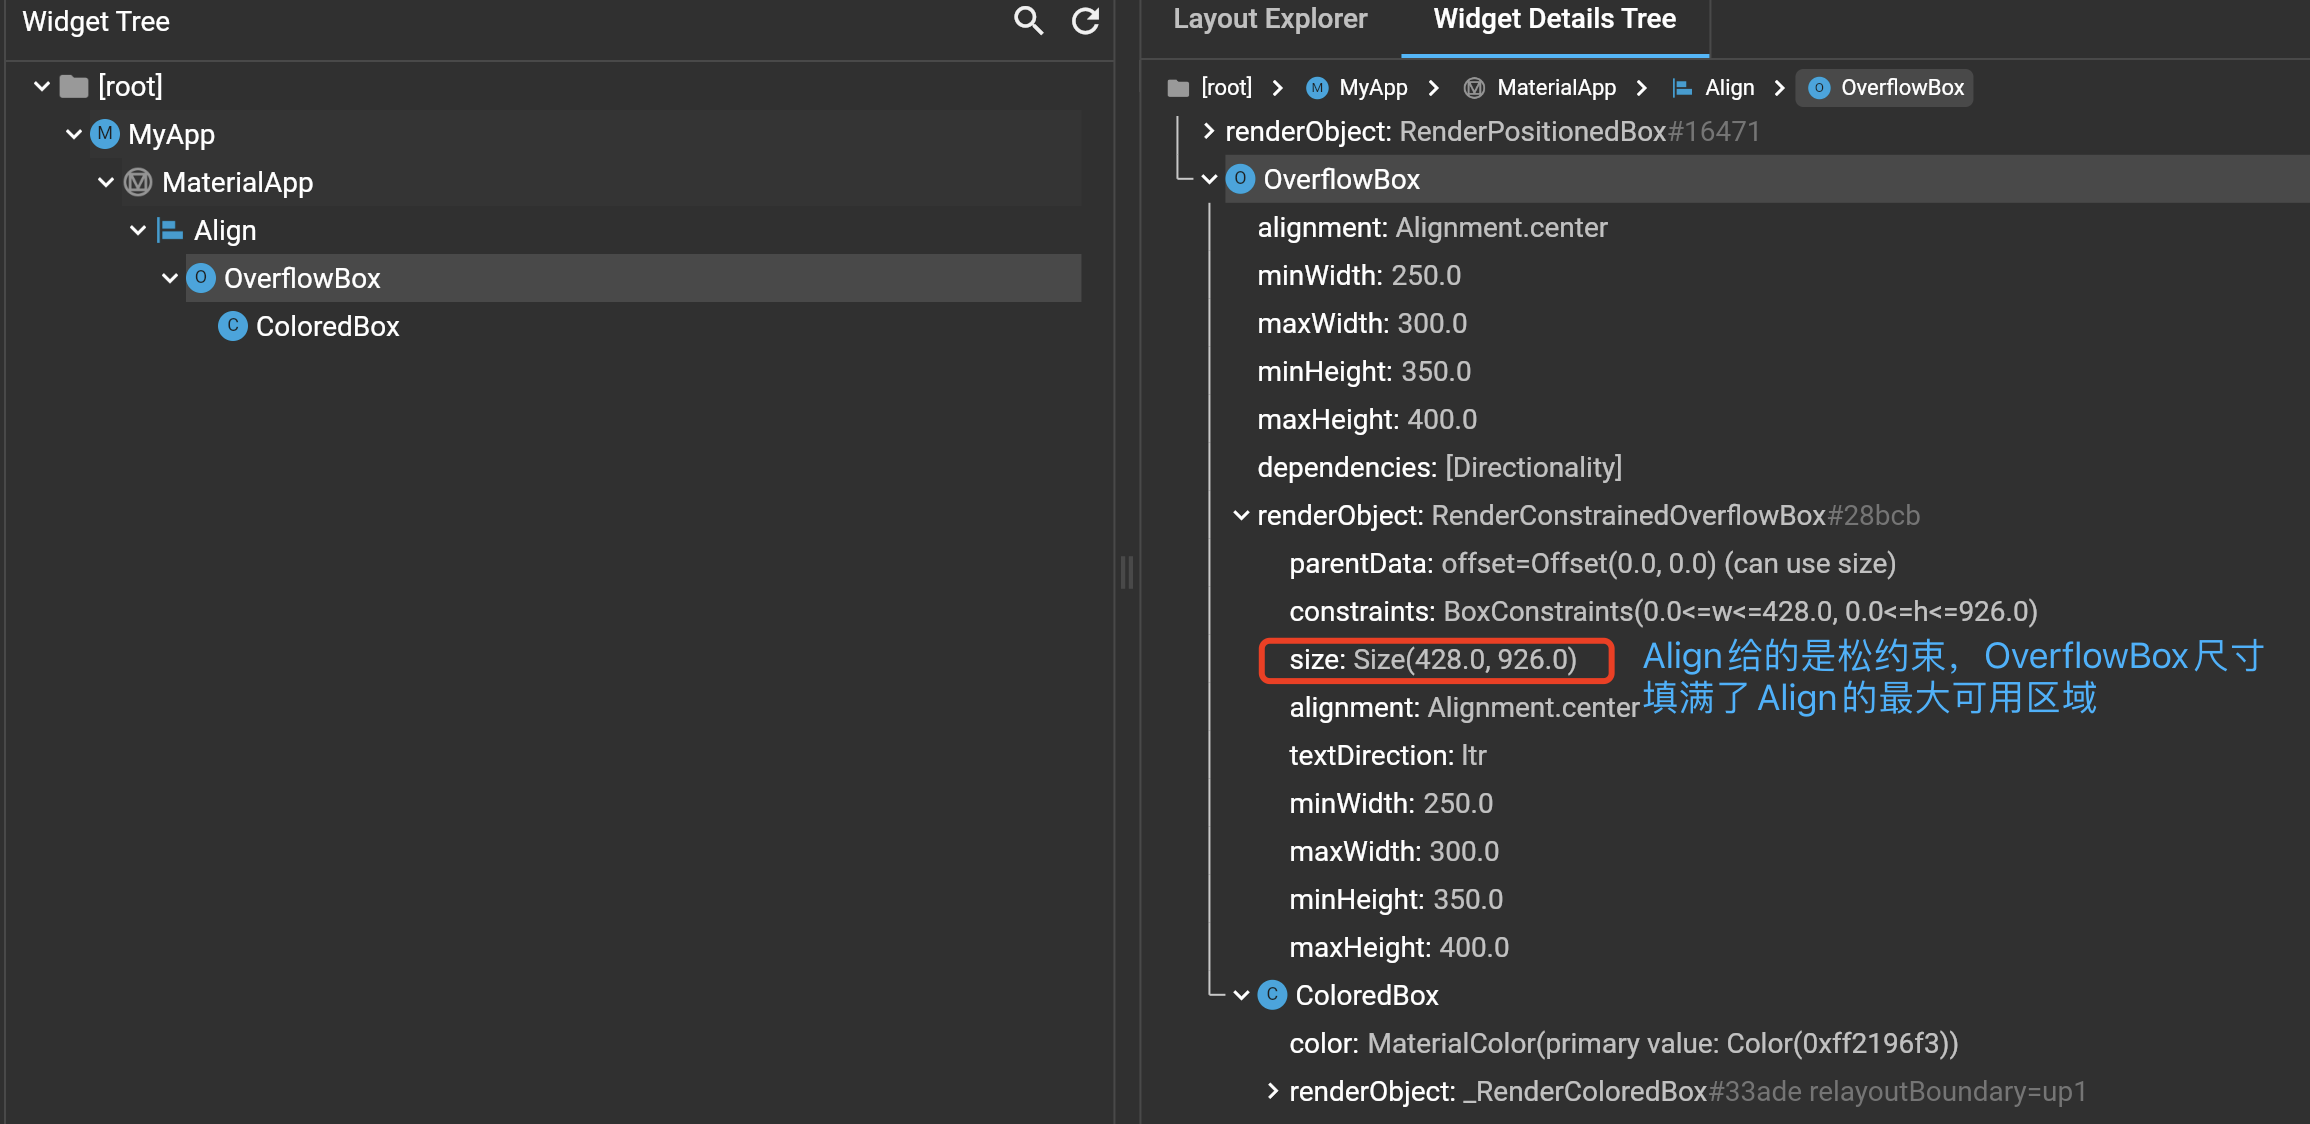 Widget Tree
[root]
M MyApp
MaterialApp
Align
O OverflowBox
C ColoredBox
Layout Explorer
Widget Details Tree
[root] M MyApp MaterialApp Align O OverflowBox
renderObject: RenderPositionedBox#16471
O OverflowBox
alignment: Alignment.center
minWidth: 250.0
maxWidth: 300.0
minHeight: 350.0
maxHeight: 400.0
dependencies: [Directionality]
renderObject: RenderConstrainedOverflowBox#28bcb
parentData: offset=Offset(0.0, 0.0) (can use size)
constraints: BoxConstraints(0.0<=w<=428.0, 0.0<=h<=926.0)
size: Size(428.0, 926.0)
Align给的是松约束，OverflowBox尺寸
填满了Align的最大可用区域
alignment: Alignment.center
textDirection: ltr
minWidth: 250.0
maxWidth: 300.0
minHeight: 350.0
maxHeight: 400.0
C ColoredBox
color: MaterialColor(primary value: Color(0xff2196f3))
renderObject: _RenderColoredBox#33ade relayoutBoundary=up1